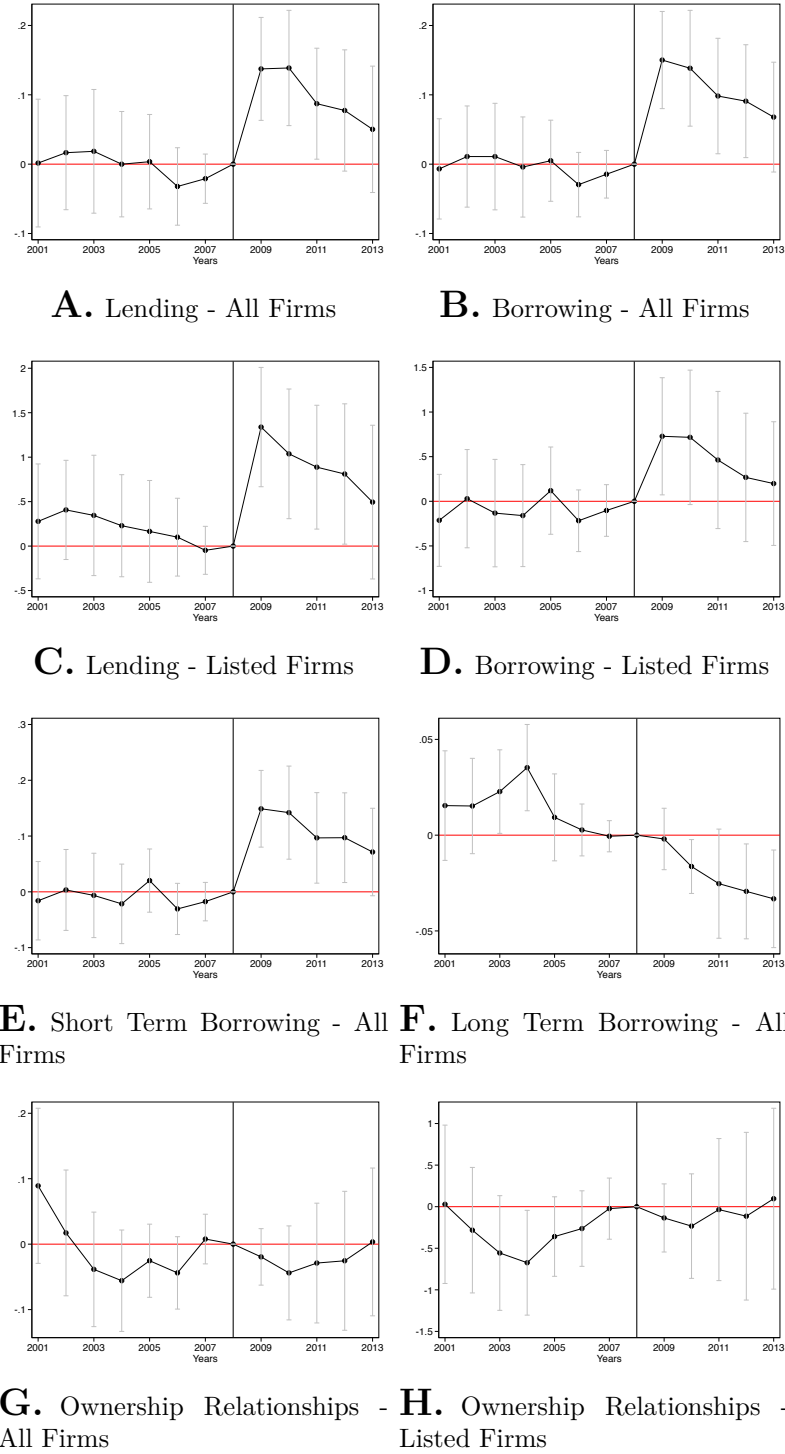 .2
.1
0
-.1
2001 2003 2005 2007 2009 2011 2013
Years
A. Lending - All Firms
.2
.1
0
-.1
2001 2003 2005 2007 2009 2011 2013
Years
B. Borrowing - All Firms
2
1.5
1
.5
0
-.5
2001 2003 2005 2007 2009 2011 2013
Years
C. Lending - Listed Firms
1.5
1
.5
0
-.5
-1
2001 2003 2005 2007 2009 2011 2013
Years
D. Borrowing - Listed Firms
.3
.2
.1
0
-.1
2001 2003 2005 2007 2009 2011 2013
Years
E. Short Term Borrowing - All
Firms
.05
0
-.05
2001 2003 2005 2007 2009 2011 2013
Years
F. Long Term Borrowing - All
Firms
.2
.1
0
-.1
2001 2003 2005 2007 2009 2011 2013
Years
G. Ownership Relationships -
All Firms
1
.5
0
-.5
-1
-1.5
2001 2003 2005 2007 2009 2011 2013
Years
H. Ownership Relationships -
Listed Firms